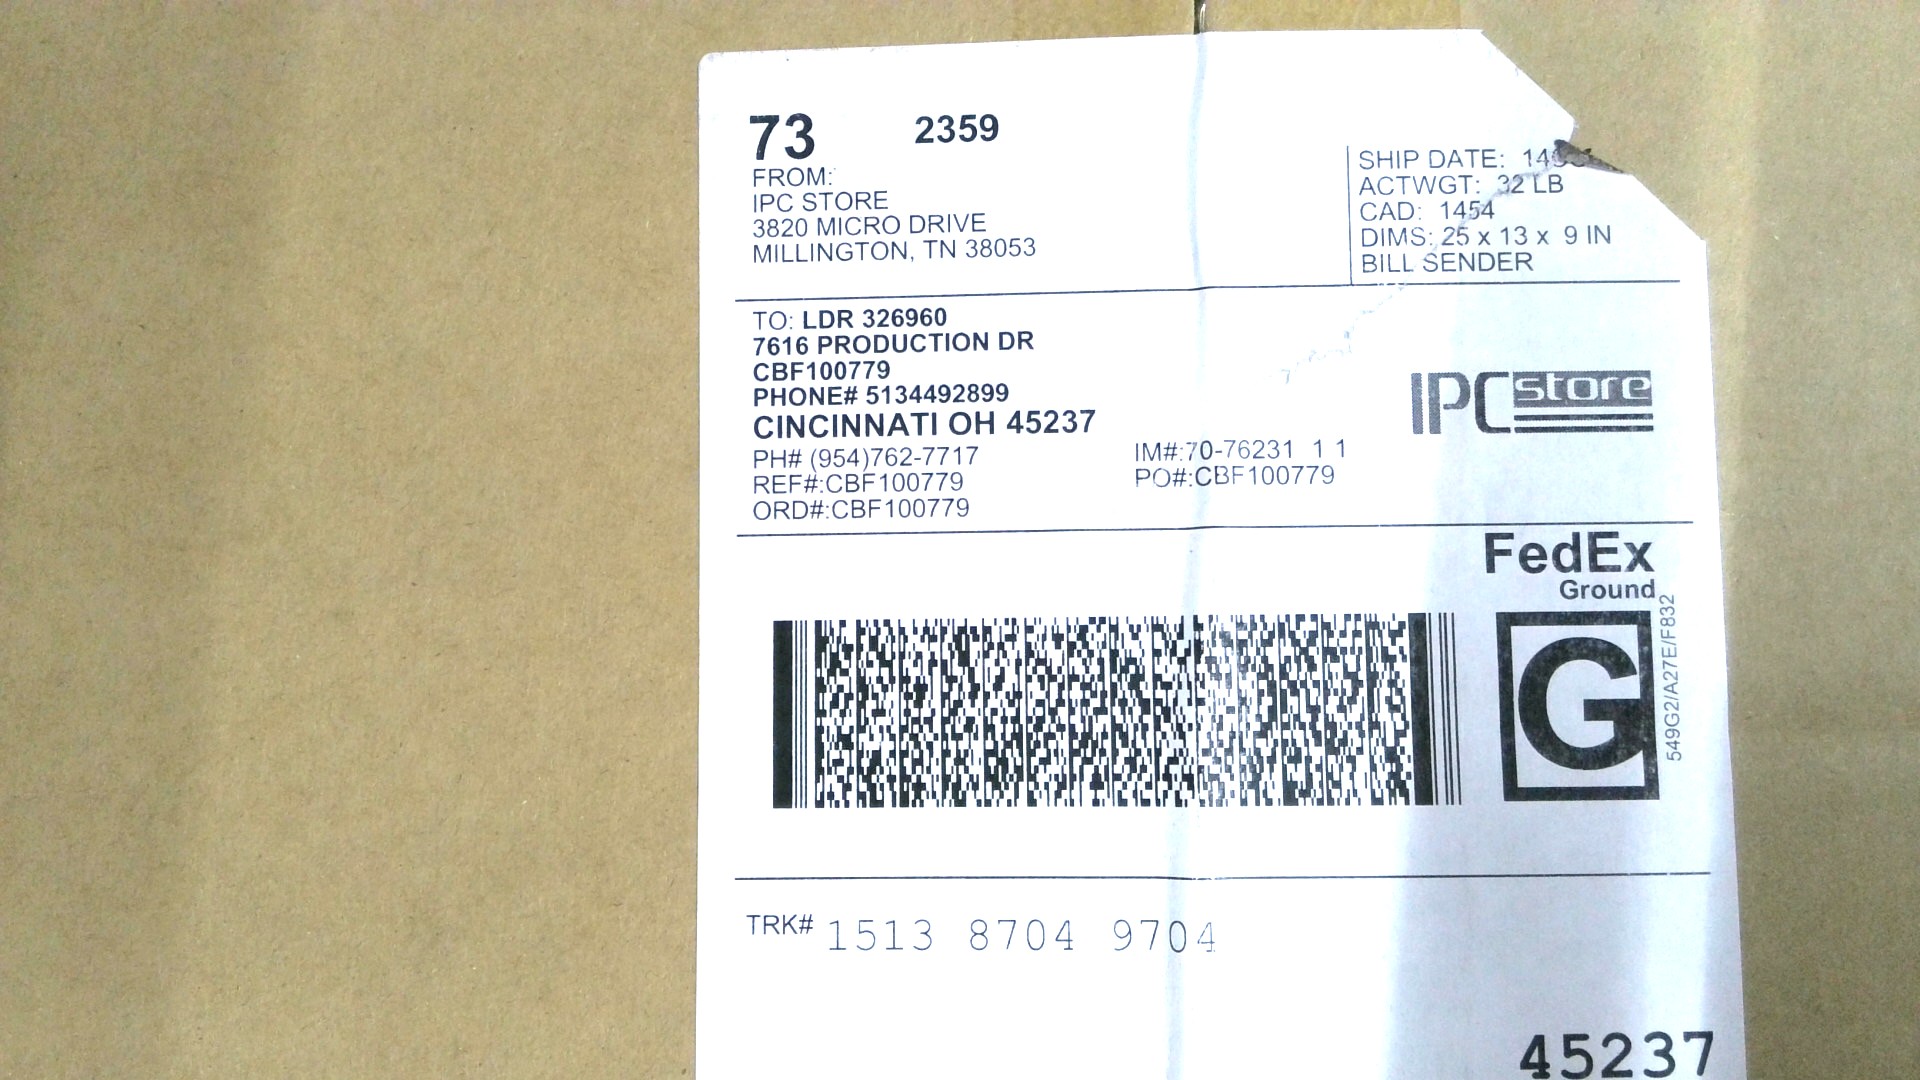 73 2359
FROM:
IPC STORE
3820 MICRO DRIVE
MILLINGTON, TN 38053
SHIP DATE:
ACTWGT: 32 LB
CAD: 1454
DIMS: 25 x 13 x 9 IN
BILL SENDER
TO: LDR 326960
7616 PRODUCTION DR
CBF100779
PHONE# 5134492899
CINCINNATI OH 45237
PH# (954)762-7717
REF#:CBF100779
ORD#:CBF100779
IM#:70-76231 1 1
PO#:CBF100779
IPC store
FedEx
Ground
G
549G2/A27E/F832
TRK# 1513 8704 9704
45237